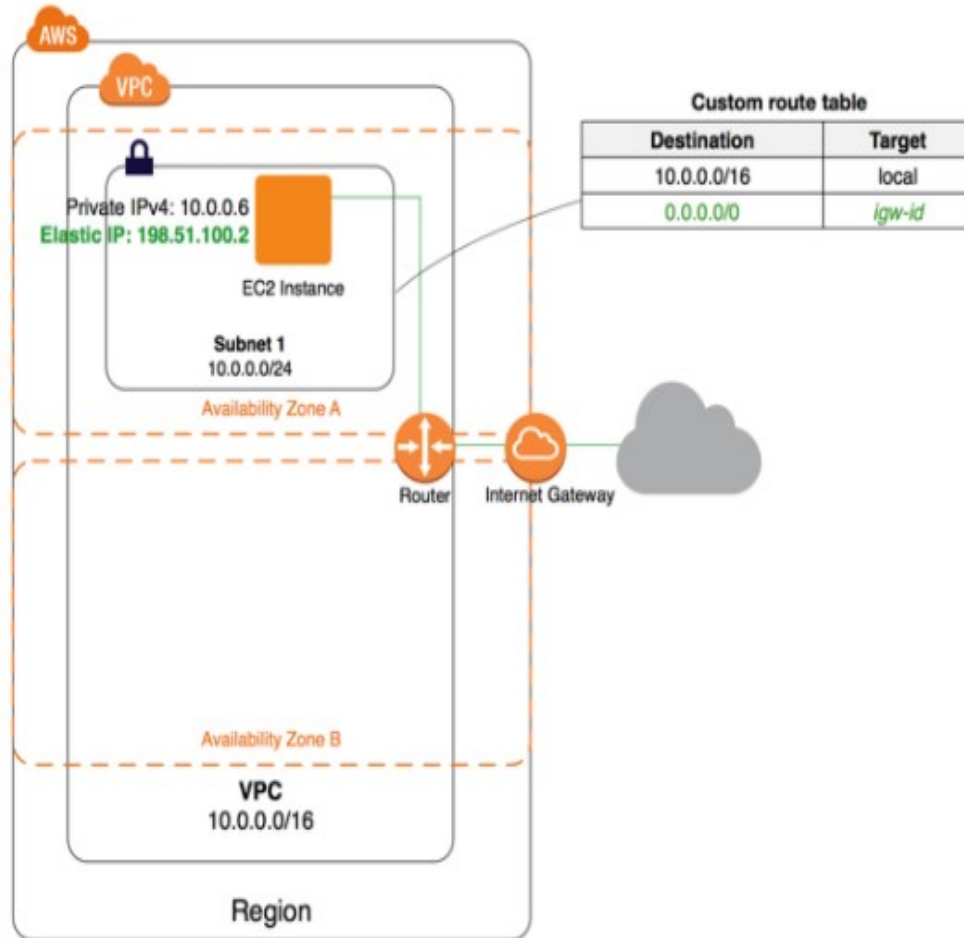 AWS
VPC
Custom route table
Destination Target
10.0.0.0/16 local
0.0.0.0/0 igw-id
Private IPv4: 10.0.0.6
Elastic IP: 198.51.100.2
EC2 Instance
Subnet 1
10.0.0.0/24
Availability Zone A
Router
Internet Gateway
Availability Zone B
VPC
10.0.0.0/16
Region